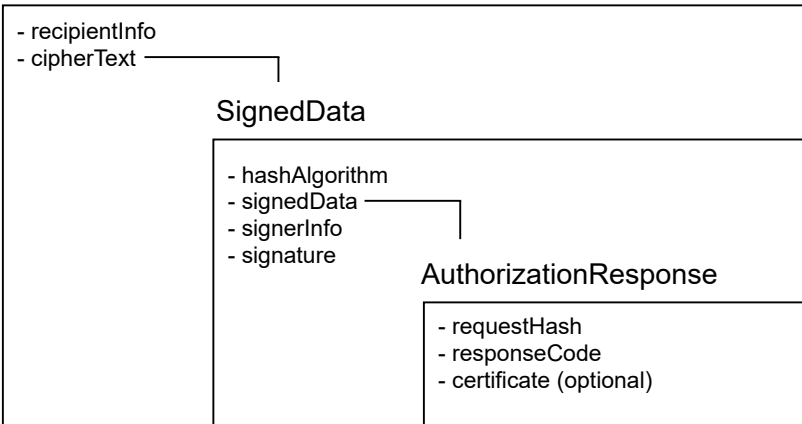 - recipientInfo
- cipherText
SignedData
- hashAlgorithm
- signedData
- signerInfo
- signature
AuthorizationResponse
- requestHash
- responseCode
- certificate (optional)